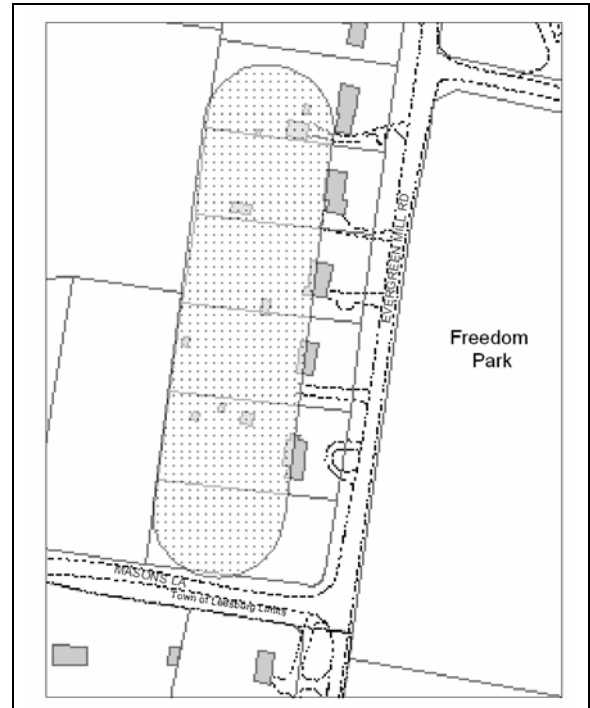 EVERGREEN MILL RD
Freedom
Park
MASONS LA
Town of Leesburg Limits